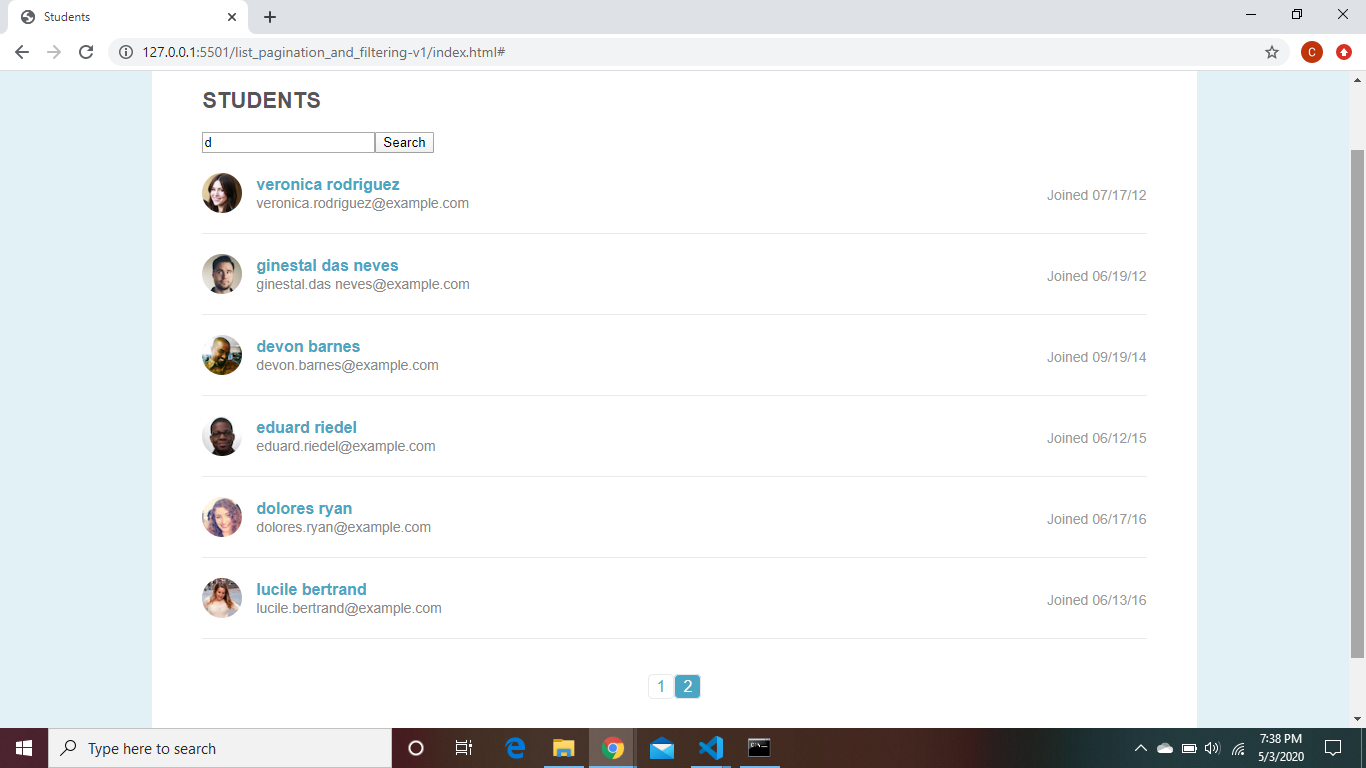 Students
127.0.0.1:5501/list_pagination_and_filtering-v1/index.html#
C
STUDENTS
d
Search
veronica rodriguez
veronica.rodriguez@example.com
Joined 07/17/12
ginestal das neves
ginestal.das neves@example.com
Joined 06/19/12
devon barnes
devon.barnes@example.com
Joined 09/19/14
eduard riedel
eduard.riedel@example.com
Joined 06/12/15
dolores ryan
dolores.ryan@example.com
Joined 06/17/16
lucile bertrand
lucile.bertrand@example.com
Joined 06/13/16
1 2
Type here to search
7:38 PM
5/3/2020